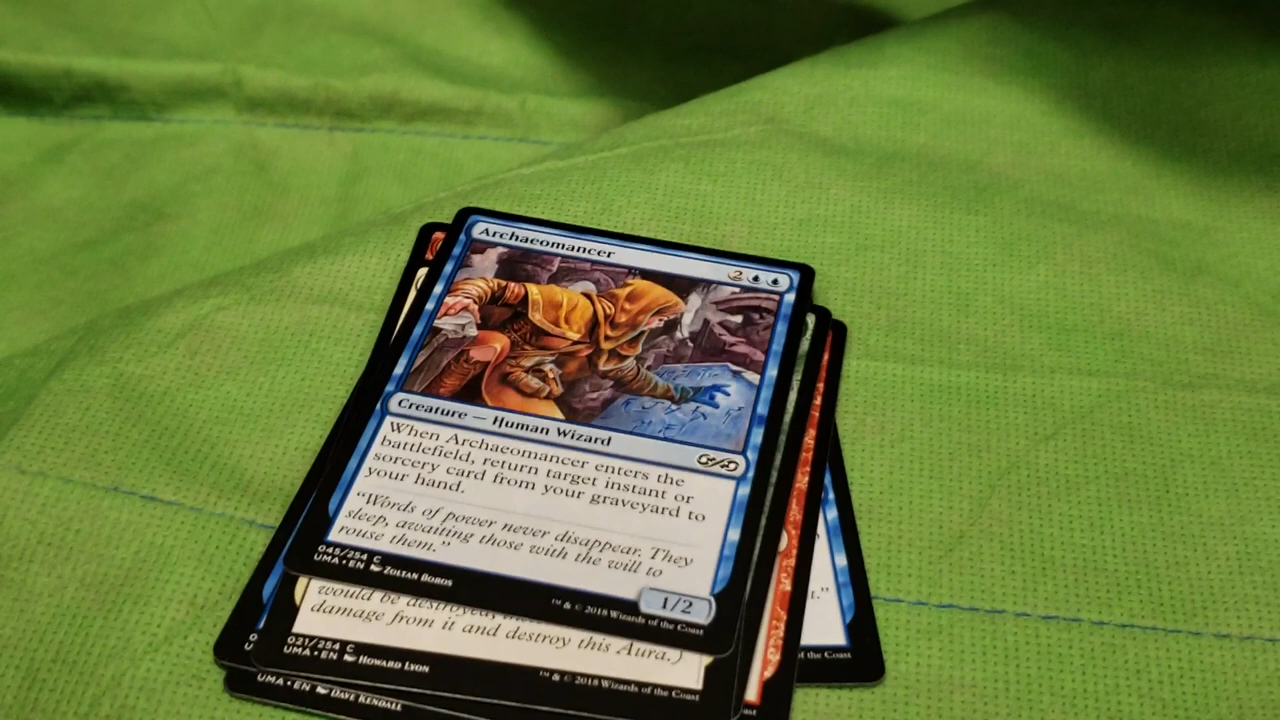 Archaeomancer 2
Creature — Human Wizard
When Archaeomancer enters the
battlefield, return target instant or
sorcery card from your graveyard to
your hand.
"Words of power never disappear. They
sleep, awaiting those with the will to
rouse them."
045/254 C
UMA • EN Zoltan Boros
™ & © 2018 Wizards of the Coast
1/2
would be destroyed,
damage from it and destroy this Aura.)
021/254 C
UMA • EN Howard Lyon
™ & © 2018 Wizards of the Coast
UMA • EN Dave Kendall
t."
f the Coast